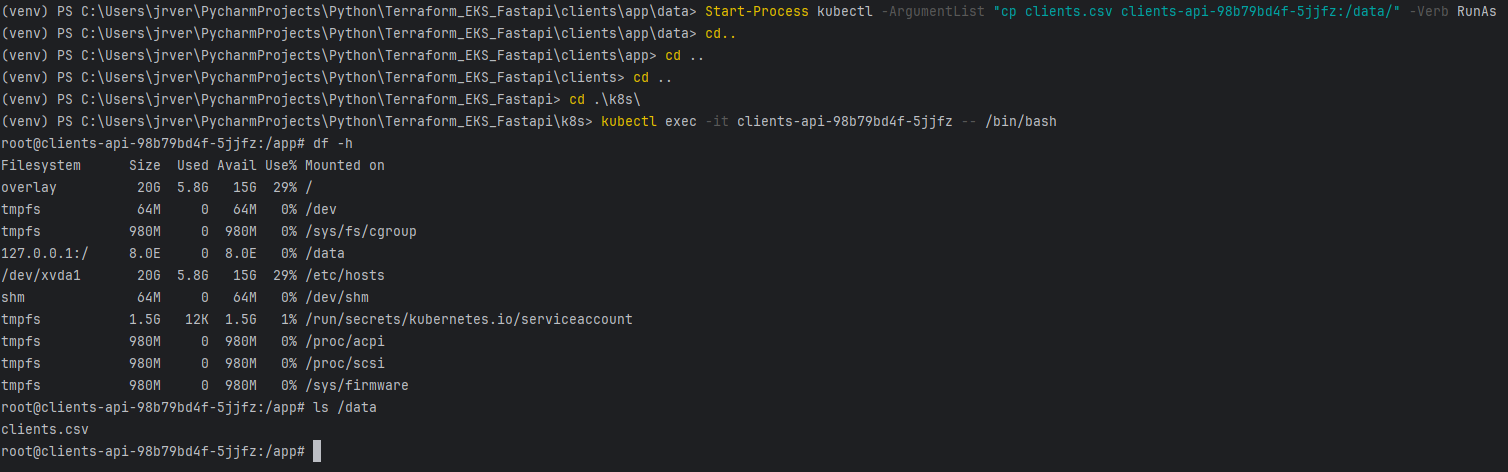 (venv) PS C:\Users\jrver\PycharmProjects\Python\Terraform_EKS_Fastapi\clients\app\data> Start-Process kubectl -ArgumentList "cp clients.csv clients-api-98b79bd4f-5jjfz:/data/" -Verb RunAs
(venv) PS C:\Users\jrver\PycharmProjects\Python\Terraform_EKS_Fastapi\clients\app\data> cd..
(venv) PS C:\Users\jrver\PycharmProjects\Python\Terraform_EKS_Fastapi\clients\app> cd ..
(venv) PS C:\Users\jrver\PycharmProjects\Python\Terraform_EKS_Fastapi\clients> cd ..
(venv) PS C:\Users\jrver\PycharmProjects\Python\Terraform_EKS_Fastapi> cd .\k8s\
(venv) PS C:\Users\jrver\PycharmProjects\Python\Terraform_EKS_Fastapi\k8s> kubectl exec -it clients-api-98b79bd4f-5jjfz -- /bin/bash
root@clients-api-98b79bd4f-5jjfz:/app# df -h
Filesystem      Size  Used Avail Use% Mounted on
overlay          20G  5.8G   15G  29% /
tmpfs            64M     0   64M   0% /dev
tmpfs           980M     0  980M   0% /sys/fs/cgroup
127.0.0.1:/     8.0E     0  8.0E   0% /data
/dev/xvda1       20G  5.8G   15G  29% /etc/hosts
shm              64M     0   64M   0% /dev/shm
tmpfs           1.5G   12K  1.5G   1% /run/secrets/kubernetes.io/serviceaccount
tmpfs           980M     0  980M   0% /proc/acpi
tmpfs           980M     0  980M   0% /proc/scsi
tmpfs           980M     0  980M   0% /sys/firmware
root@clients-api-98b79bd4f-5jjfz:/app# ls /data
clients.csv
root@clients-api-98b79bd4f-5jjfz:/app#